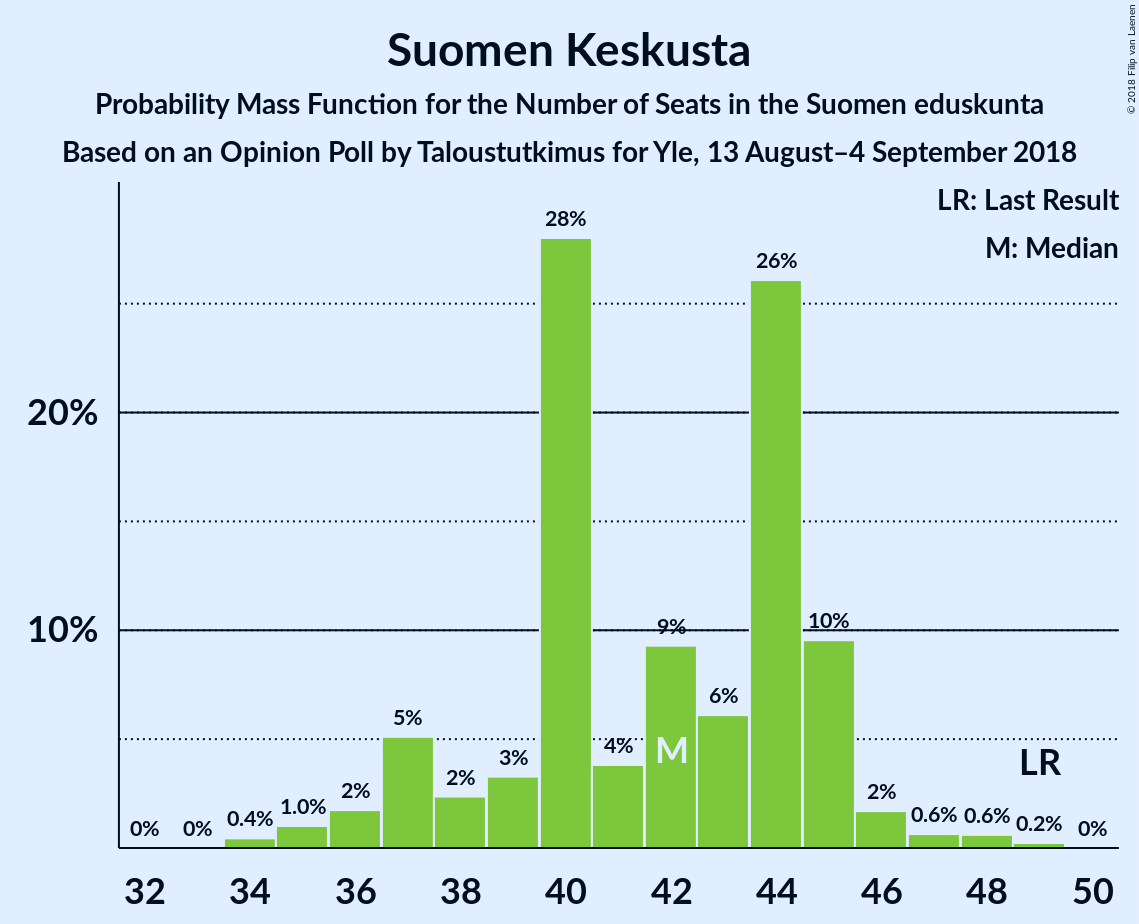 Suomen Keskusta
Probability Mass Function for the Number of Seats in the Suomen eduskunta
Based on an Opinion Poll by Taloustutkimus for Yle, 13 August–4 September 2018
© 2018 Filip van Laenen
LR: Last Result
M: Median
20%
10%
0%
0%
0.4%
1.0%
2%
5%
2%
3%
28%
4%
9%
6%
26%
10%
2%
0.6%
0.6%
0.2%
0%
M
LR
32 34 36 38 40 42 44 46 48 50